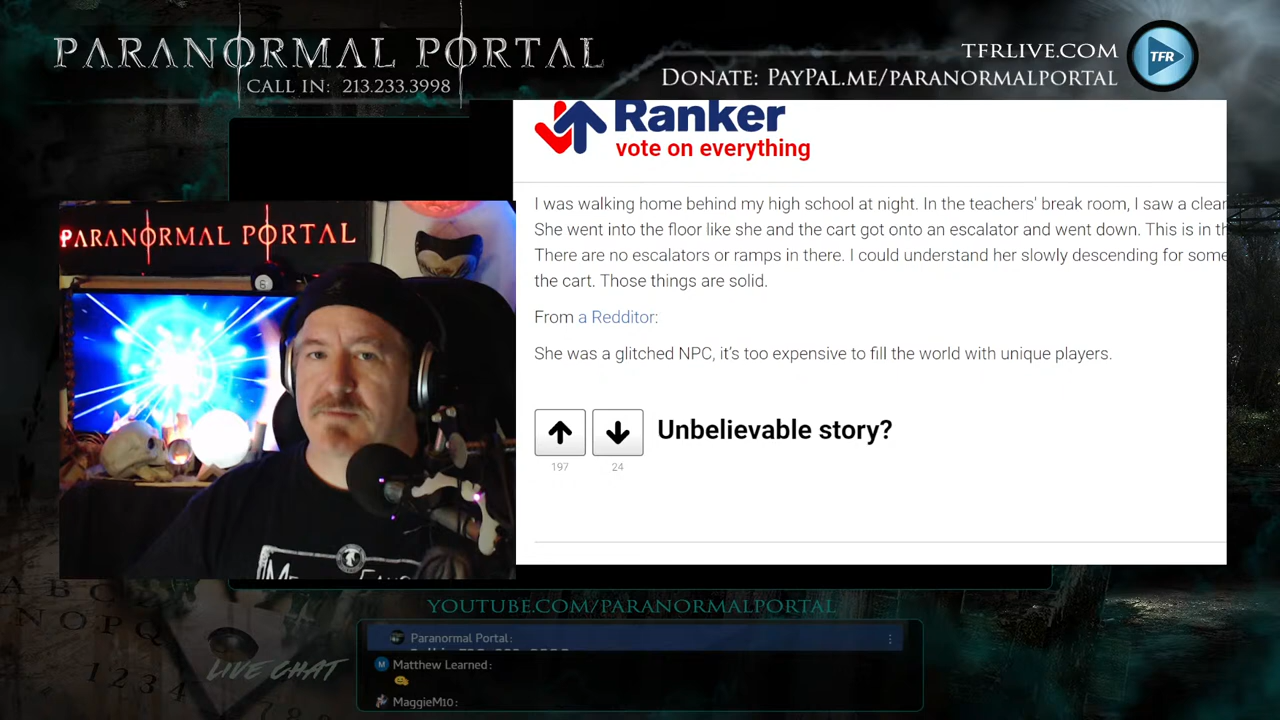 PARANORMAL PORTAL
CALL IN: 213.233.3998
TFRLIVE.COM
TFR
DONATE: PAYPAL.ME/PARANORMALPORTAL
Ranker
vote on everything
I was walking home behind my high school at night. In the teachers' break room, I saw a clear
She went into the floor like she and the cart got onto an escalator and went down. This is in th
There are no escalators or ramps in there. I could understand her slowly descending for some
the cart. Those things are solid.
From a Redditor:
She was a glitched NPC, it's too expensive to fill the world with unique players.
Unbelievable story?
197 24
PARANORMAL PORTAL
6
YOUTUBE.COM/PARANORMALPORTAL
LIVE CHAT
Paranormal Portal:
M Matthew Learned:
MaggieM10:
A B C
N O P Q
1 2 3 4